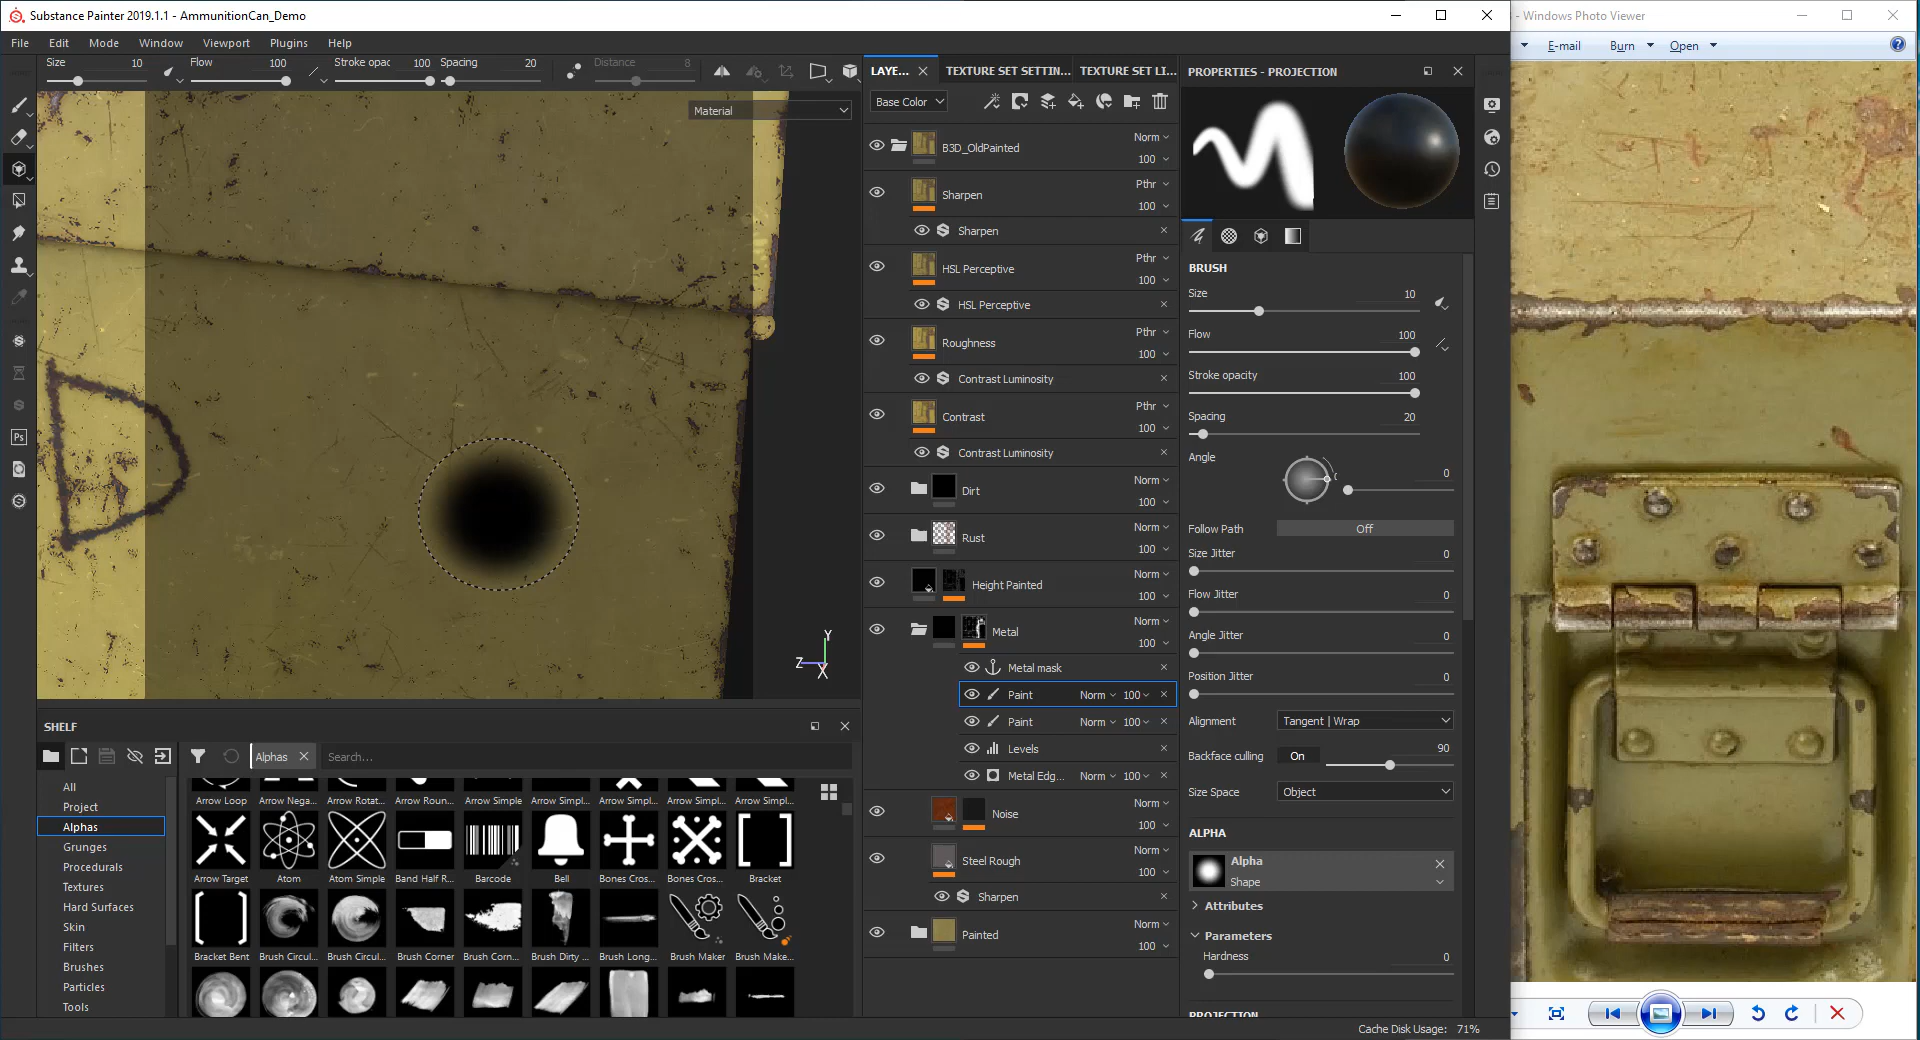 Substance Painter 2019.1.1 - AmmunitionCan_Demo
- Windows Photo Viewer
File Edit Mode Window Viewport Plugins Help
E-mail Burn Open
Size 10 Flow 100 Stroke opac 100 Spacing 20 Distance 8
Material
LAYE... TEXTURE SET SETTIN... TEXTURE SET LI...
Base Color
B3D_OldPainted Norm 100
Sharpen Pthr 100
Sharpen
HSL Perceptive Pthr 100
HSL Perceptive
Roughness Pthr 100
Contrast Luminosity
Contrast Pthr 100
Contrast Luminosity
Dirt Norm 100
Rust Norm 100
Height Painted Norm 100
Metal Norm 100
Metal mask
Paint Norm 100
Paint Norm 100
Levels
Metal Edg... Norm 100
Noise Norm 100
Steel Rough Norm 100
Sharpen
Painted Norm 100
PROPERTIES - PROJECTION
BRUSH
Size 10
Flow 100
Stroke opacity 100
Spacing 20
Angle 0
Follow Path Off
Size Jitter 0
Flow Jitter 0
Angle Jitter 0
Position Jitter 0
Alignment Tangent | Wrap
Backface culling On 90
Size Space Object
ALPHA
Alpha
Shape
Attributes
Parameters
Hardness 0
PROJECTION
Y
Z
X
Ps
SHELF
Alphas Search...
All
Project
Alphas
Grunges
Procedurals
Textures
Hard Surfaces
Skin
Filters
Brushes
Particles
Tools
Arrow Loop Arrow Nega... Arrow Rotat... Arrow Roun... Arrow Simple Arrow Simpl... Arrow Simpl... Arrow Simpl...
Arrow Target Atom Atom Simple Band Half R... Barcode Bell Bones Cros... Bones Cros... Bracket
Bracket Bent Brush Circul... Brush Circul... Brush Corner Brush Corn... Brush Dirty ... Brush Long... Brush Maker Brush Make...
Cache Disk Usage: 71%